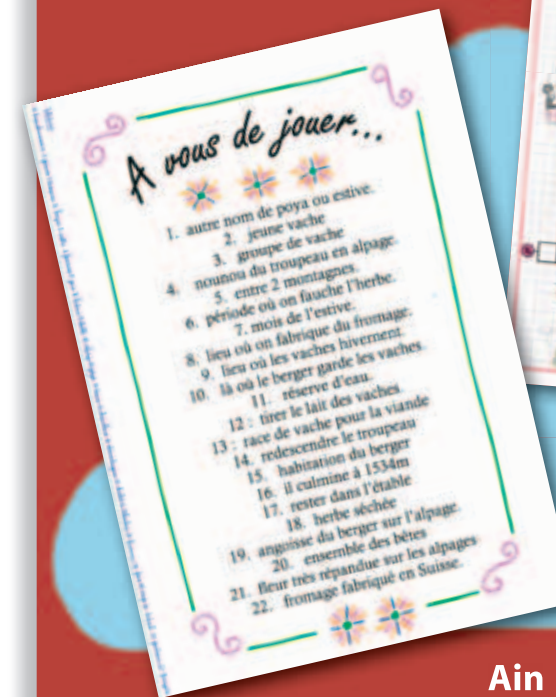 A vous de jouer...
1. autre nom de poya ou estive.
2. jeune vache
3. groupe de vache
4. nounou du troupeau en alpage.
5. entre 2 montagnes.
6. période où on fauche l'herbe.
7. mois de l'estive.
8. lieu où on fabrique du fromage.
9. lieu où les vaches hivernent.
10. là où le berger garde les vaches
11. réserve d'eau.
12 : tirer le lait des vaches
13 : race de vache pour la viande
14. redescendre le troupeau
15. habitation du berger
16. il culmine à 1534m
17. rester dans l'étable
18. herbe séchée
19. angoisse du berger sur l'alpage.
20. ensemble des bêtes
21. fleur très répandue sur les alpages
22. fromage fabriqué en Suisse.
Ain